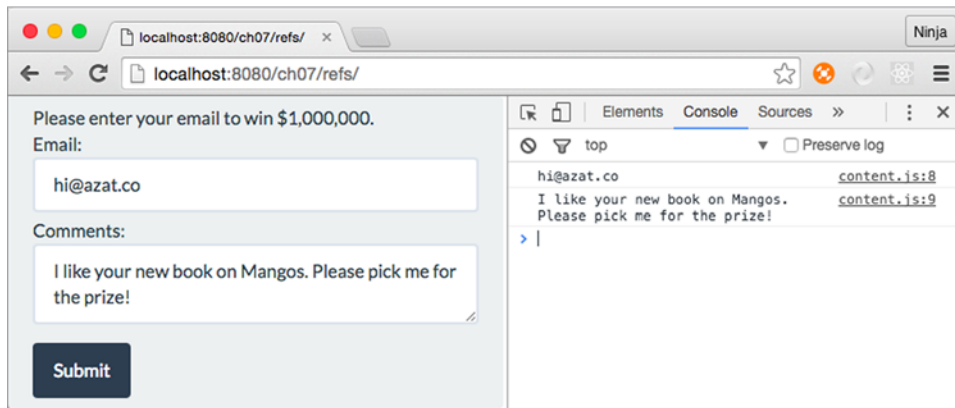 localhost:8080/ch07/refs/
Ninja
localhost:8080/ch07/refs/
Please enter your email to win $1,000,000.
Email:
hi@azat.co
Comments:
I like your new book on Mangos. Please pick me for
the prize!
Submit
Elements Console Sources »
top
Preserve log
hi@azat.co content.js:8
I like your new book on Mangos. content.js:9
Please pick me for the prize!
>